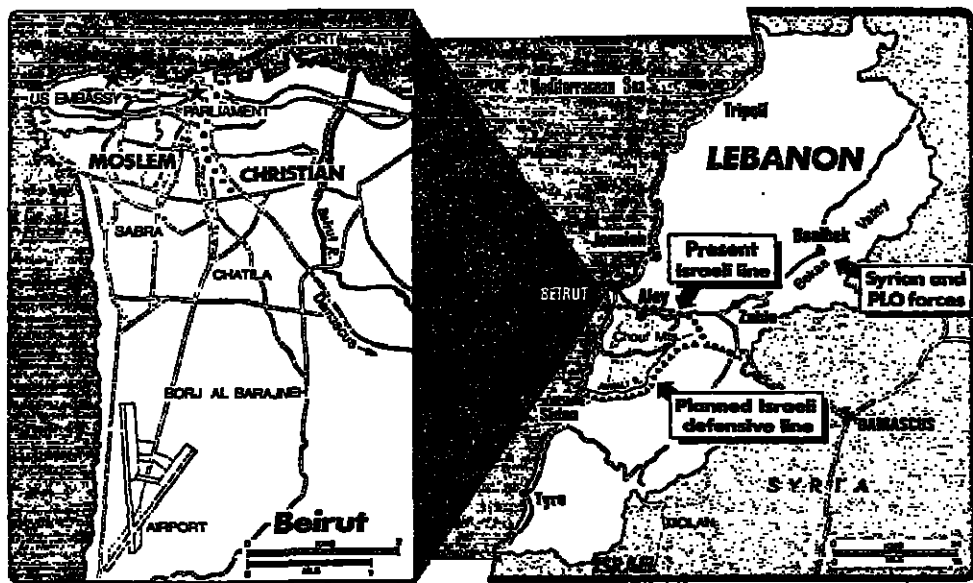 PORT
US EMBASSY
PARLIAMENT
MOSLEM
CHRISTIAN
SABRA
CHATILA
Damascus
BORJ AL BARAJNEH
AIRPORT
Beirut
Mediterranean Sea
Tripoli
LEBANON
Jounieh
Baalbek
Bekaa Valley
Present
Israeli line
Syrian and
PLO forces
BEIRUT
Aley
Zahle
Chouf Mts
Sidon
Planned Israeli
defensive line
DAMASCUS
SYRIA
Tyre
GOLAN
ISRAEL